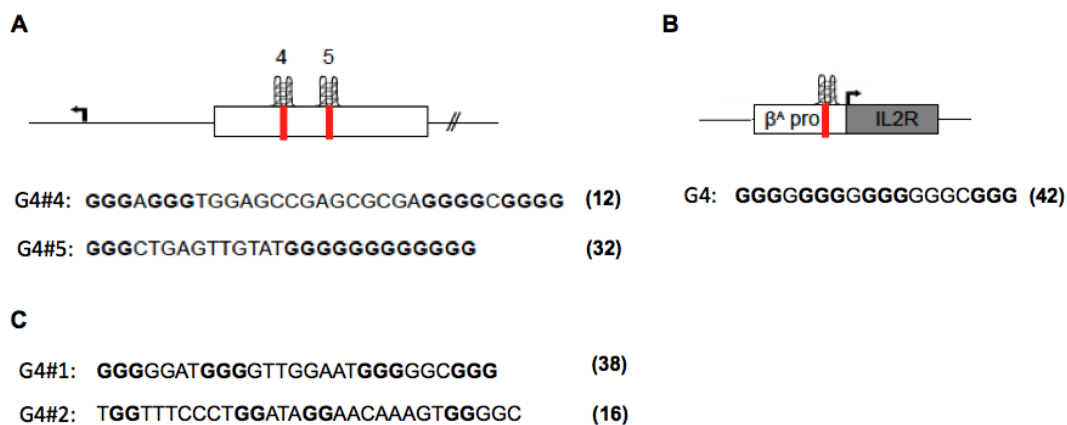 A
4 5
G4#4: GGGAGGGTGGAGCCGAGCGCGAGGGGCGGGG (12)
G4#5: GGGCTGAGTTGTATGGGGGGGGGGGG (32)
B
βᴬ pro IL2R
G4: GGGGGGGGGGGGGGCGGG (42)
C
G4#1: GGGGGATGGGGTTGGAATGGGGGCGGG (38)
G4#2: TGGTTTCCCTGGATAGGAACAAAGTGGGGC (16)